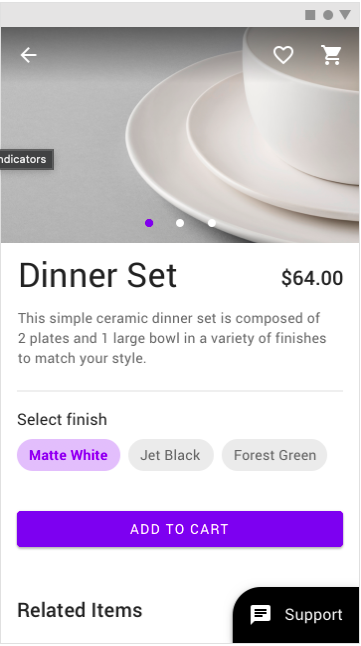 ndicators
Dinner Set
$64.00
This simple ceramic dinner set is composed of
2 plates and 1 large bowl in a variety of finishes
to match your style.
Select finish
Matte White
Jet Black
Forest Green
ADD TO CART
Related Items
Support